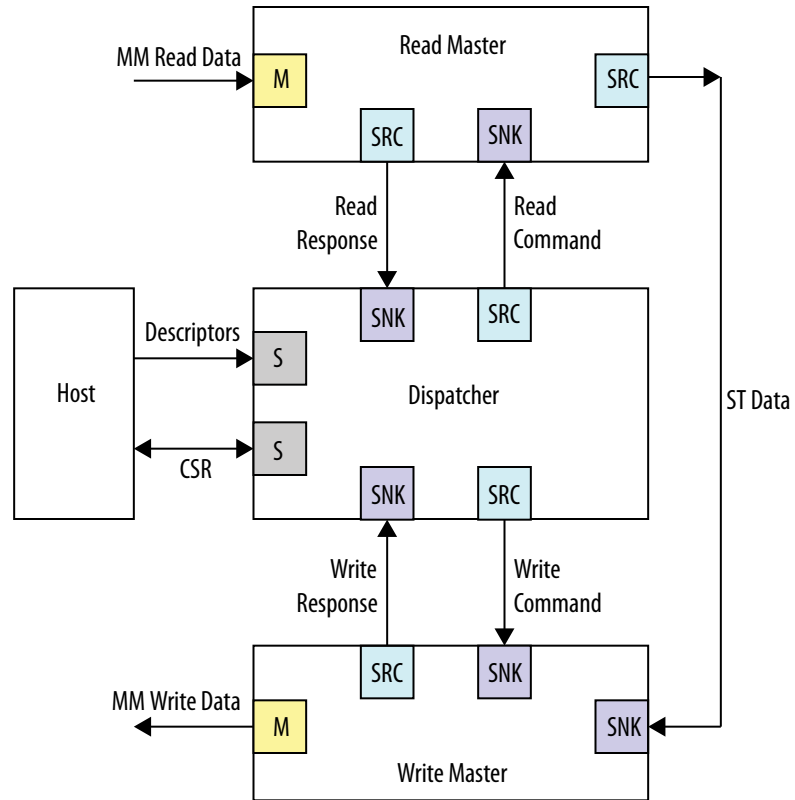 Read Master
MM Read Data
M
SRC
SRC
SNK
Read
Response
Read
Command
SNK
SRC
Host
Descriptors
S
Dispatcher
ST Data
CSR
S
SNK
SRC
Write
Response
Write
Command
SRC
SNK
MM Write Data
M
SNK
Write Master